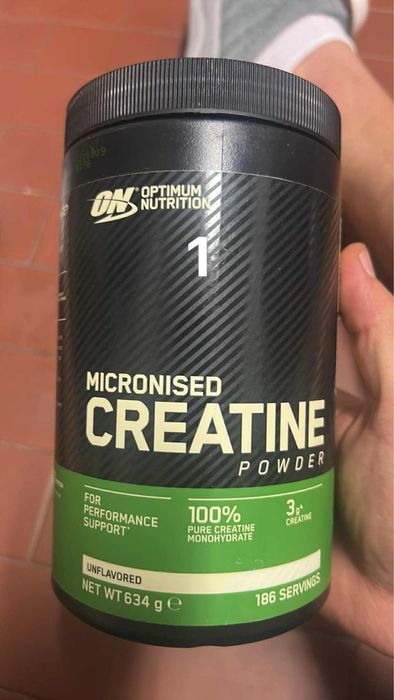 ON® OPTIMUM
NUTRITION
1
MICRONISED
CREATINE
POWDER
FOR
PERFORMANCE
SUPPORT*
100%
PURE CREATINE
MONOHYDRATE
3g^
CREATINE
UNFLAVORED
NET WT 634 g ℮
186 SERVINGS